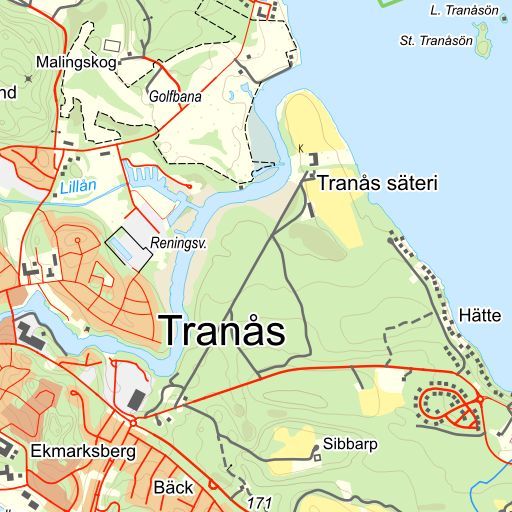 L. Tranåsön
St. Tranåsön
Malingskog
nd
Golfbana
K
Tranås säteri
Lillån
Reningsv.
Hätte
Tranås
Sibbarp
Ekmarksberg
Bäck
171